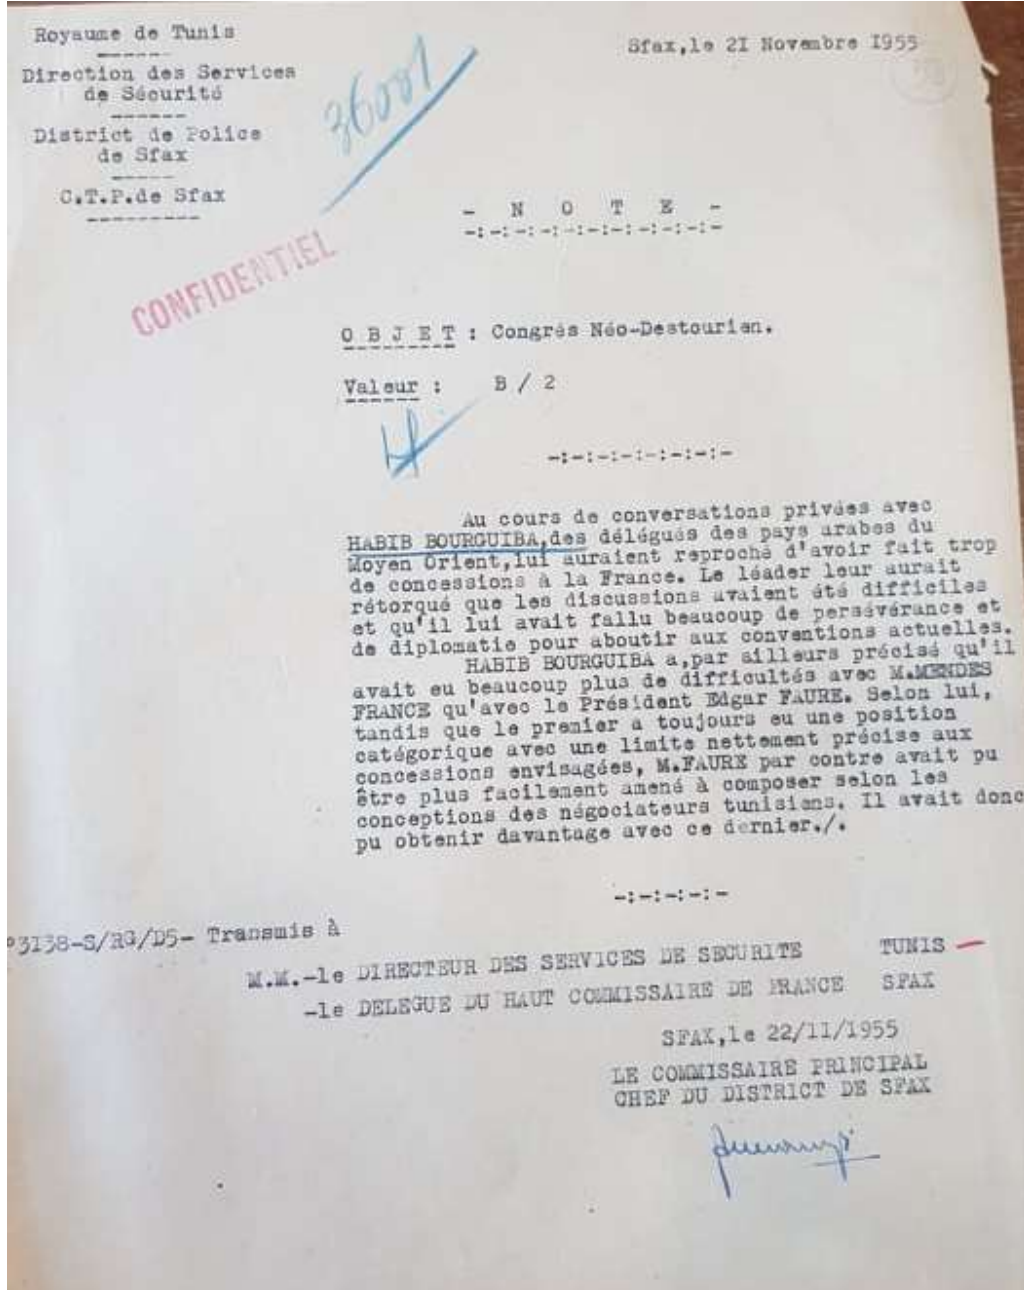 Royaume de Tunis
Sfax,le 2I Novembre I955
Direction des Services
de Sécurité
District de Police
de Sfax
C.T.P.de Sfax
36001
CONFIDENTIEL
- N O T E -
-:-:-:-:-:-:-:-:-:-
O B J E T : Congrès Néo-Destourien.
Valeur : B / 2
-:-:-:-:-:-:-:-
Au cours de conversations privées avec
HABIB BOURGUIBA,des délégués des pays arabes du
Moyen Orient,lui auraient reproché d'avoir fait trop
de concessions à la France. Le léader leur aurait
rétorqué que les discussions avaient été difficiles
et qu'il lui avait fallu beaucoup de persévérance et
de diplomatie pour aboutir aux conventions actuelles.
HABIB BOURGUIBA a,par ailleurs précisé qu'il
avait eu beaucoup plus de difficultés avec M.MENDES
FRANCE qu'avec le Président Edgar FAURE. Selon lui,
tandis que le premier a toujours eu une position
catégorique avec une limite nettement précise aux
concessions envisagées, M.FAURE par contre avait pu
être plus facilement amené à composer selon les
conceptions des négociateurs tunisiens. Il avait donc
pu obtenir davantage avec ce dernier./.
-:-:-:-:-
°3138-S/RG/D5- Transmis à
M.M.-le DIRECTEUR DES SERVICES DE SECURITE TUNIS
-le DELEGUE DU HAUT COMMISSAIRE DE FRANCE SFAX
SFAX,le 22/11/1955
LE COMMISSAIRE PRINCIPAL
CHEF DU DISTRICT DE SFAX